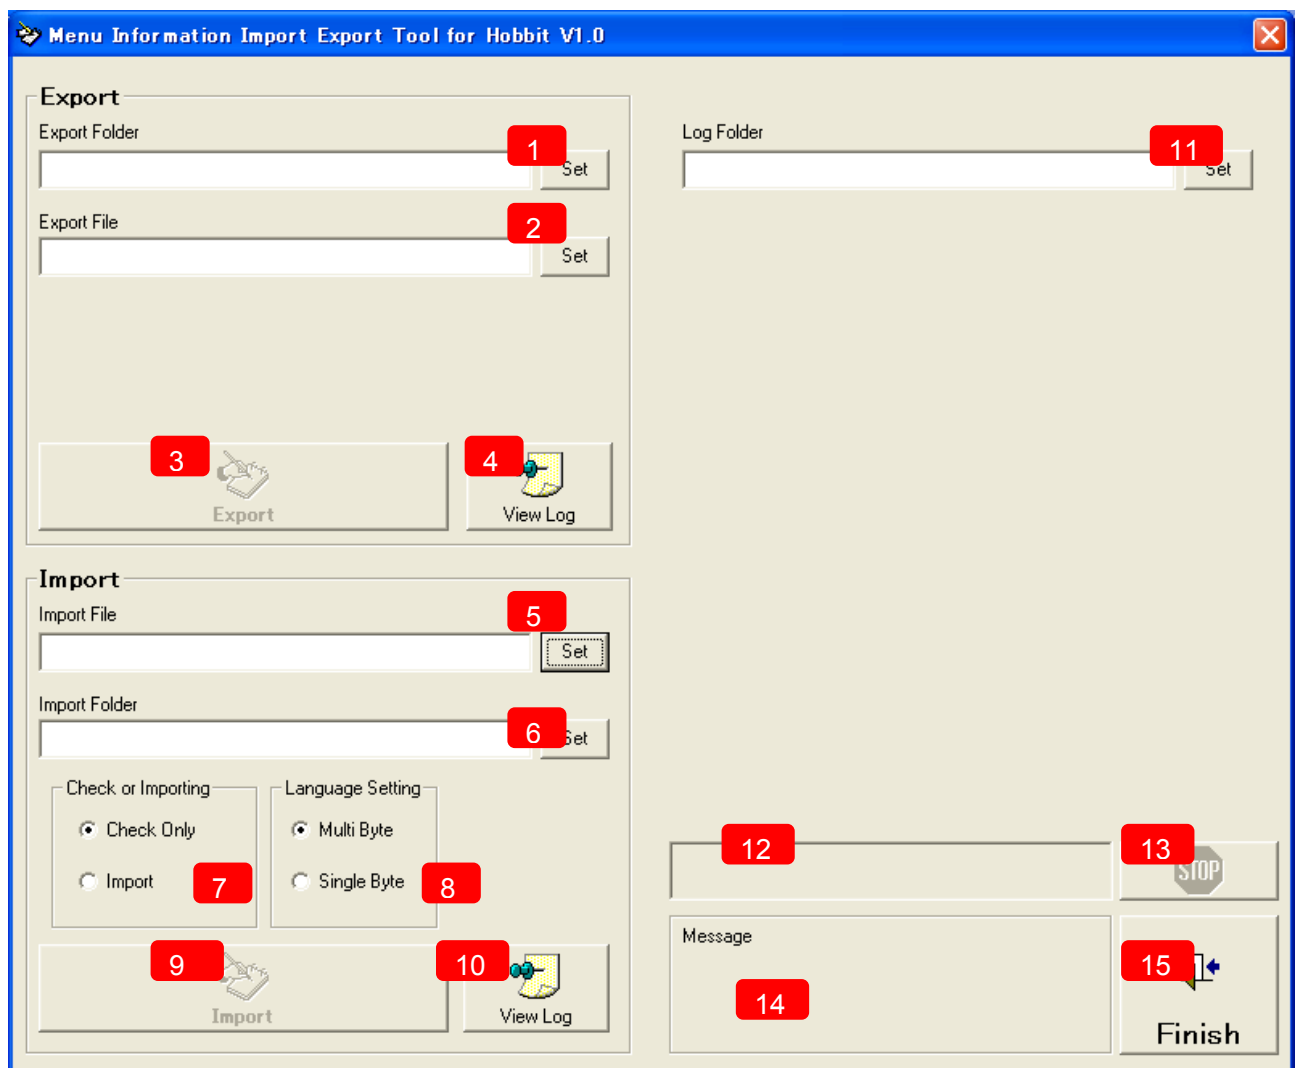 Menu Information Import Export Tool for Hobbit V1.0
Export
Export Folder
1
Set
Export File
2
Set
3
Export
4
View Log
Import
Import File
5
Set
Import Folder
6
Set
Check or Importing
Check Only
Import
7
Language Setting
Multi Byte
Single Byte
8
9
Import
10
View Log
Log Folder
11
Set
12
13
STOP
Message
14
15
Finish